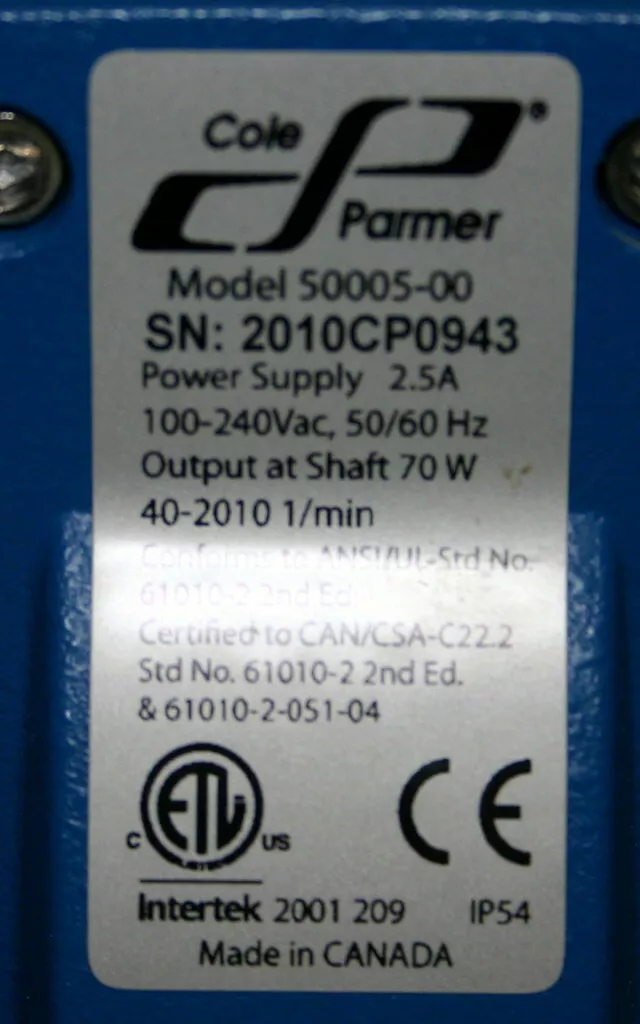 Cole
Parmer®
Model 50005-00
SN: 2010CP0943
Power Supply 2.5A
100-240Vac, 50/60 Hz
Output at Shaft 70 W
40-2010 1/min
Conforms to ANSI/UL-Std No.
61010-2 2nd Ed.
Certified to CAN/CSA-C22.2
Std No. 61010-2 2nd Ed.
& 61010-2-051-04
C ETL US
LISTED
CE
Intertek 2001 209 IP54
Made in CANADA